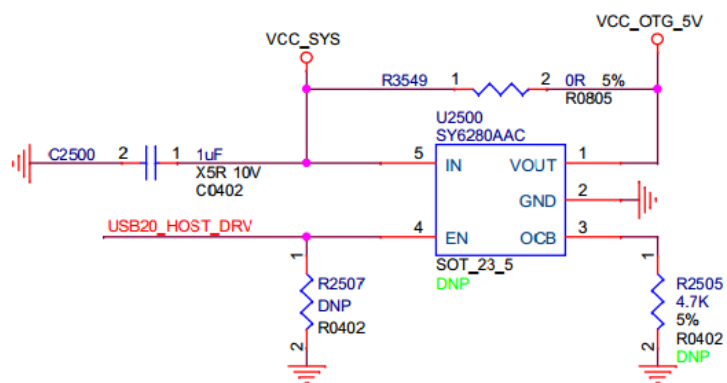 VCC_OTG_5V
VCC_SYS
R3549 1 2 0R 5%
R0805
U2500
SY6280AAC
C2500 2 1 1uF
X5R 10V
C0402
5 IN VOUT 1
GND 2
USB20_HOST_DRV
4 EN OCB 3
SOT_23_5
DNP
1
R2507
DNP
R0402
2
1
R2505
4.7K
5%
R0402
DNP
2